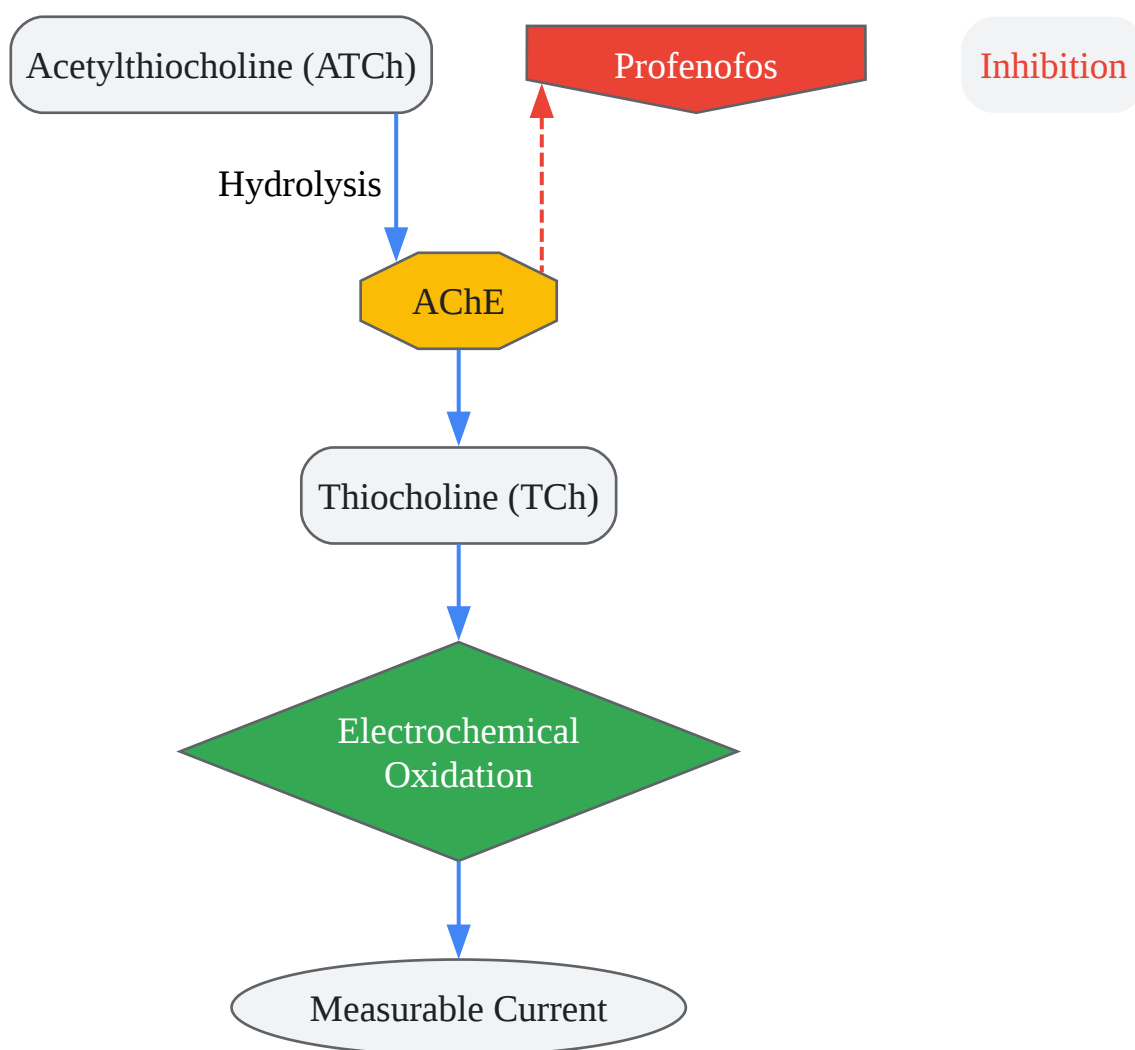 Acetylthiocholine (ATCh)
Profenofos
Inhibition
Hydrolysis
AChE
Thiocholine (TCh)
Electrochemical
Oxidation
Measurable Current